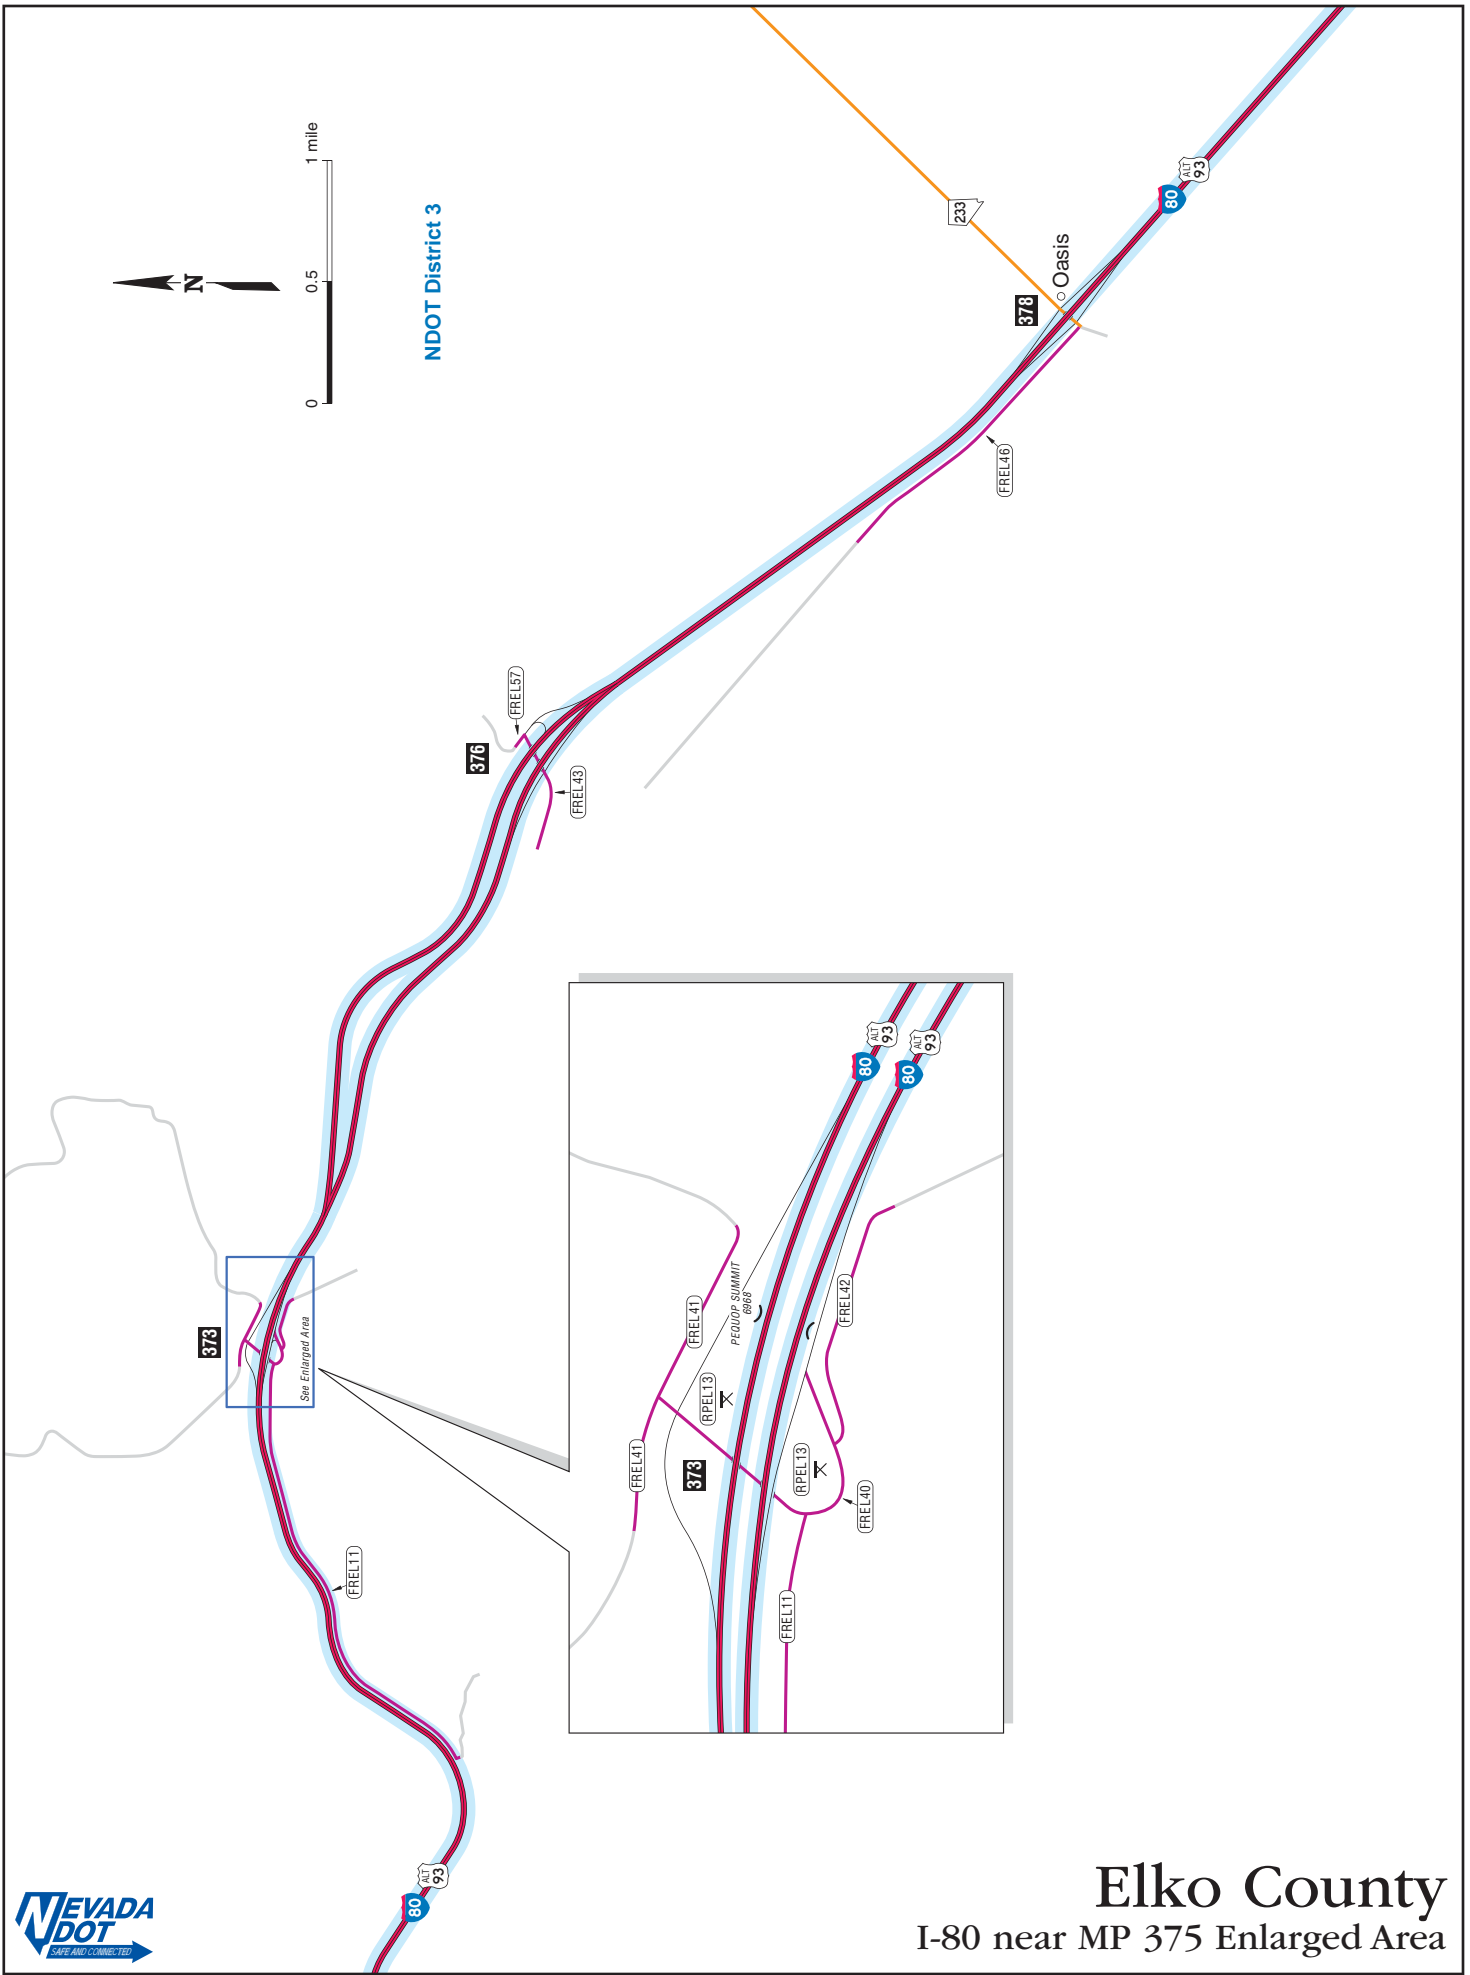 1 mile
0.5
0
N
NDOT District 3
233
ALT
93
80
Oasis
378
FREL46
FREL57
376
FREL43
373
See Enlarged Area
FREL11
ALT
93
80
ALT
93
80
ALT
93
80
PEQUOP SUMMIT
6968
FREL41
FREL42
RPEL13
FREL41
373
RPEL13
FREL40
FREL11
NEVADA
DOT
SAFE AND CONNECTED
Elko County
I-80 near MP 375 Enlarged Area